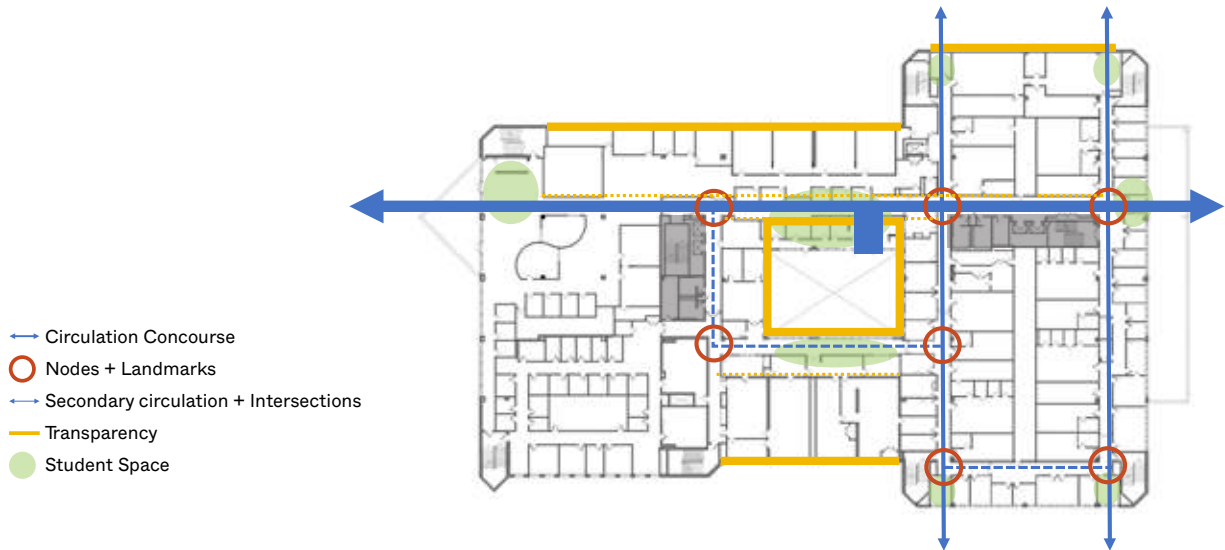 Circulation Concourse
Nodes + Landmarks
Secondary circulation + Intersections
Transparency
Student Space